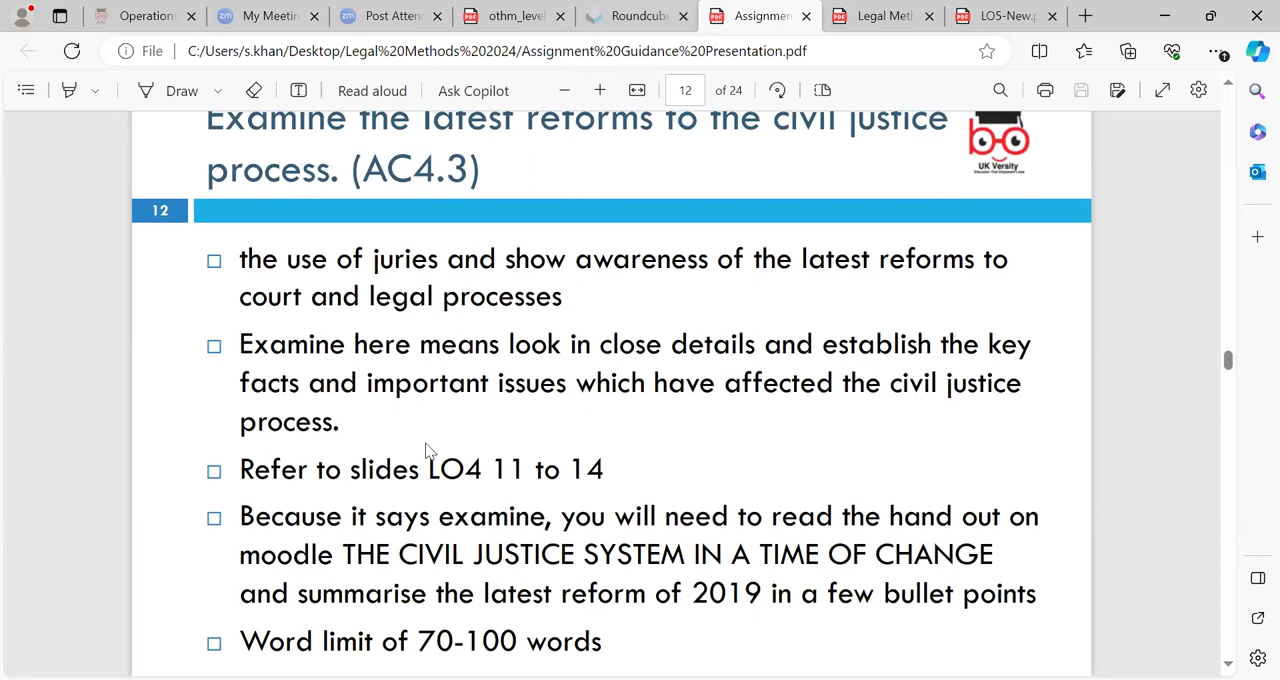 Operations
My Meetin
Post Atten
othm_level
Roundcub
Assignmen
Legal Meth
LO5-New.p
File
C:/Users/s.khan/Desktop/Legal%20Methods%202024/Assignment%20Guidance%20Presentation.pdf
Draw
Read aloud
Ask Copilot
12
of 24
Examine the latest reforms to the civil justice
process. (AC4.3)
UK Versity
12
the use of juries and show awareness of the latest reforms to
court and legal processes
Examine here means look in close details and establish the key
facts and important issues which have affected the civil justice
process.
Refer to slides LO4 11 to 14
Because it says examine, you will need to read the hand out on
moodle THE CIVIL JUSTICE SYSTEM IN A TIME OF CHANGE
and summarise the latest reform of 2019 in a few bullet points
Word limit of 70-100 words